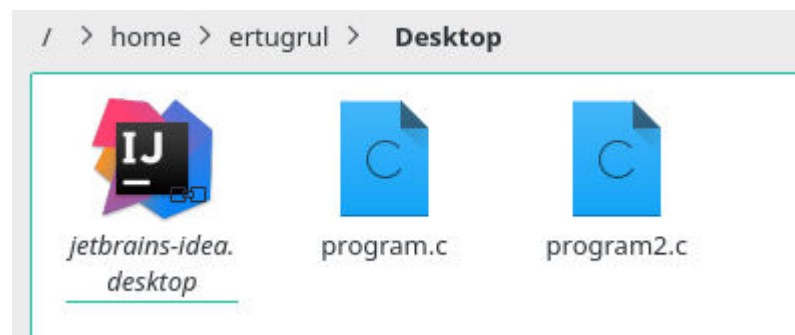 / > home > ertugrul > Desktop
IJ
C
C
jetbrains-idea.
desktop
program.c
program2.c